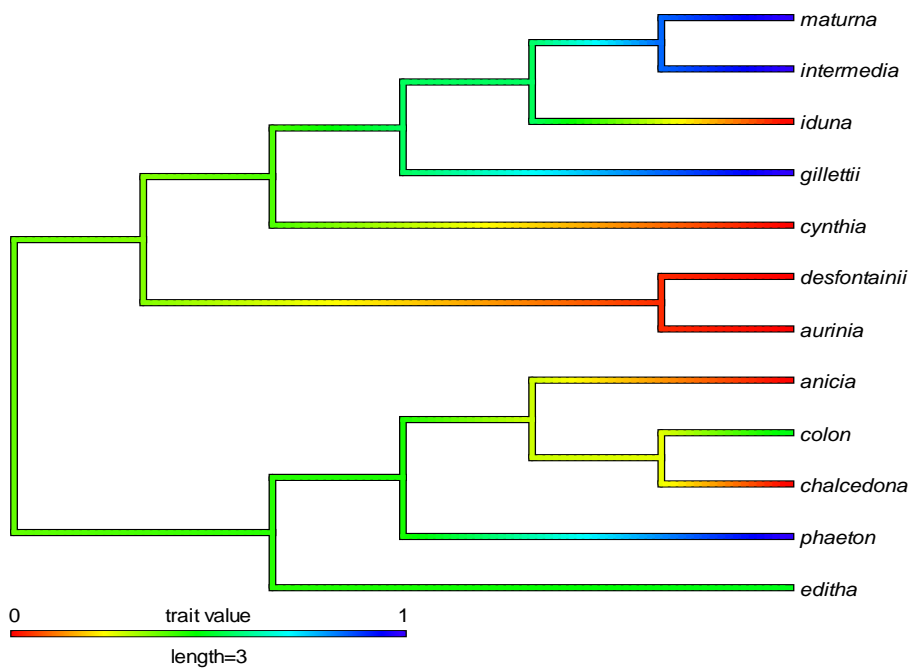 maturna
intermedia
iduna
gillettii
cynthia
desfontainii
aurinia
anicia
colon
chalcedona
phaeton
editha
0 trait value 1
length=3